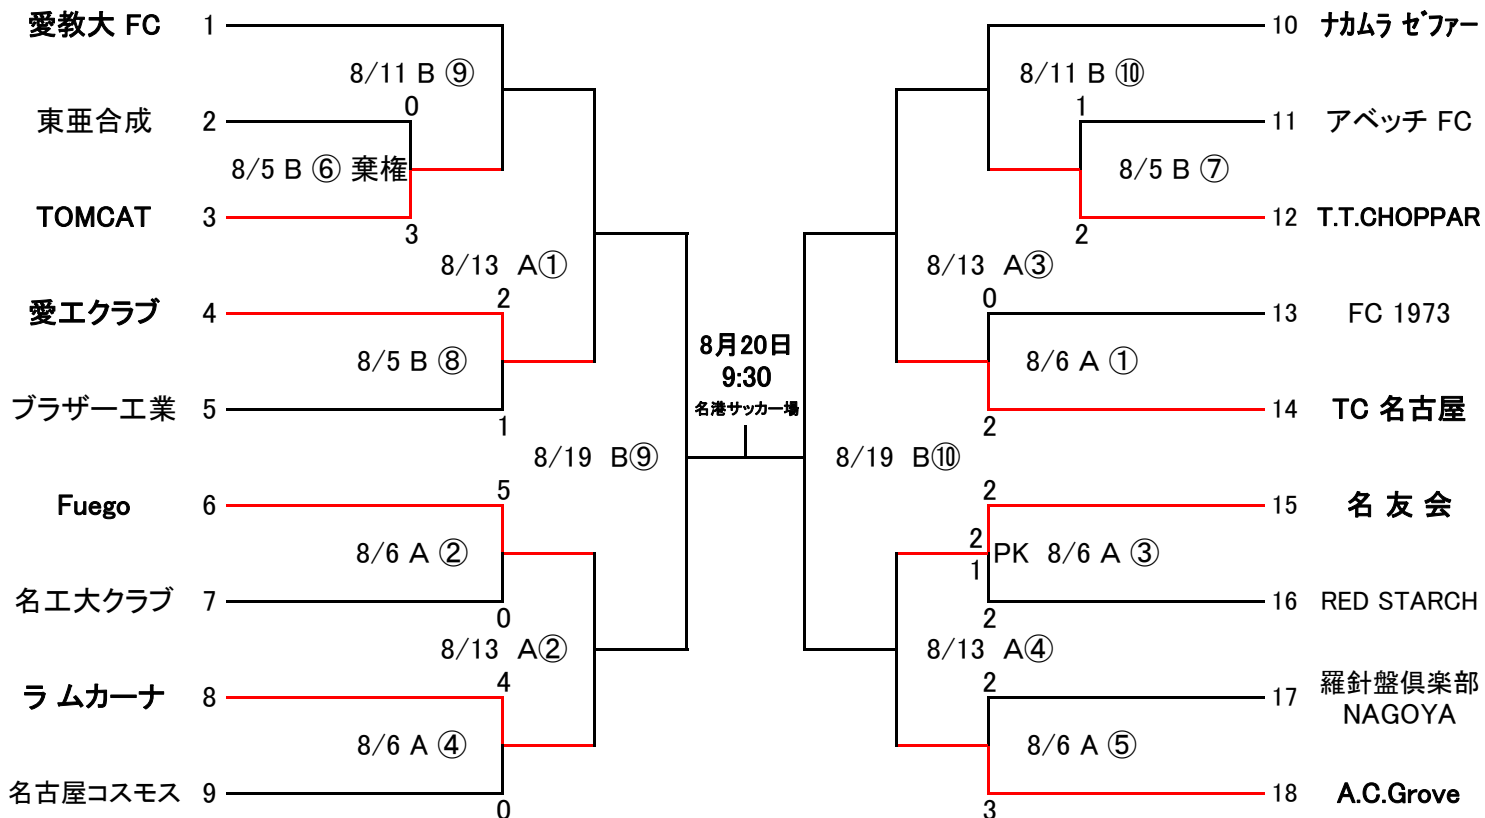 愛教大 FC 1
8/11 B ⑨
0
東亜合成 2
8/5 B ⑥ 棄権
TOMCAT 3
3
8/13 A①
愛工クラブ 4
2
8/5 B ⑧
ブラザー工業 5
1
8/19 B⑨
Fuego 6
5
8/6 A ②
名工大クラブ 7
0
8/13 A②
ラ ムカーナ 8
4
8/6 A ④
名古屋コスモス 9
0
8月20日
9:30
名港サッカー場
10 ナカムラ ゼファー
8/11 B ⑩
1
11 アベッチ FC
8/5 B ⑦
12 T.T.CHOPPAR
2
8/13 A③
0
13 FC 1973
8/6 A ①
14 TC 名古屋
2
8/19 B⑩
2
15 名 友 会
2
PK 8/6 A ③
1
16 RED STARCH
2
8/13 A④
2
17 羅針盤倶楽部
NAGOYA
8/6 A ⑤
18 A.C.Grove
3